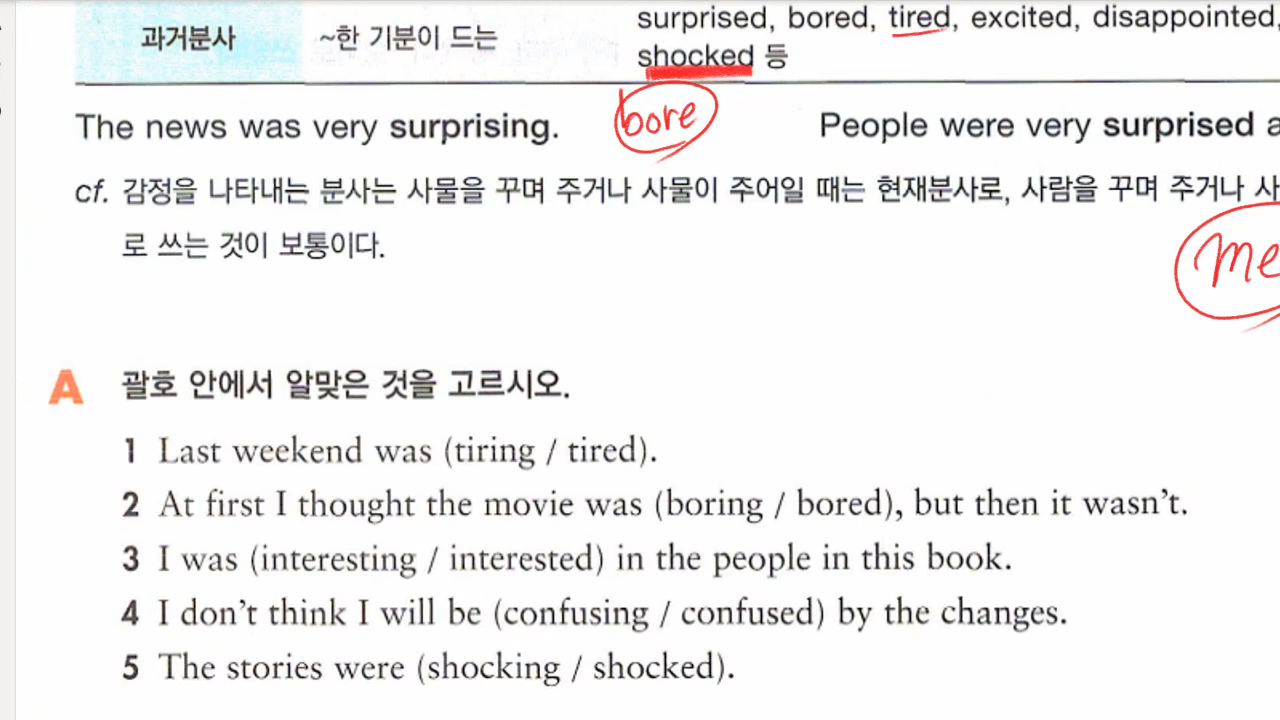 surprised, bored, tired, excited, disappointed,
과거분사 ~한 기분이 드는
shocked 등
bore
The news was very surprising. People were very surprised a
cf. 감정을 나타내는 분사는 사물을 꾸며 주거나 사물이 주어일 때는 현재분사로, 사람을 꾸며 주거나 사
로 쓰는 것이 보통이다.
me
A 괄호 안에서 알맞은 것을 고르시오.
1 Last weekend was (tiring / tired).
2 At first I thought the movie was (boring / bored), but then it wasn't.
3 I was (interesting / interested) in the people in this book.
4 I don't think I will be (confusing / confused) by the changes.
5 The stories were (shocking / shocked).